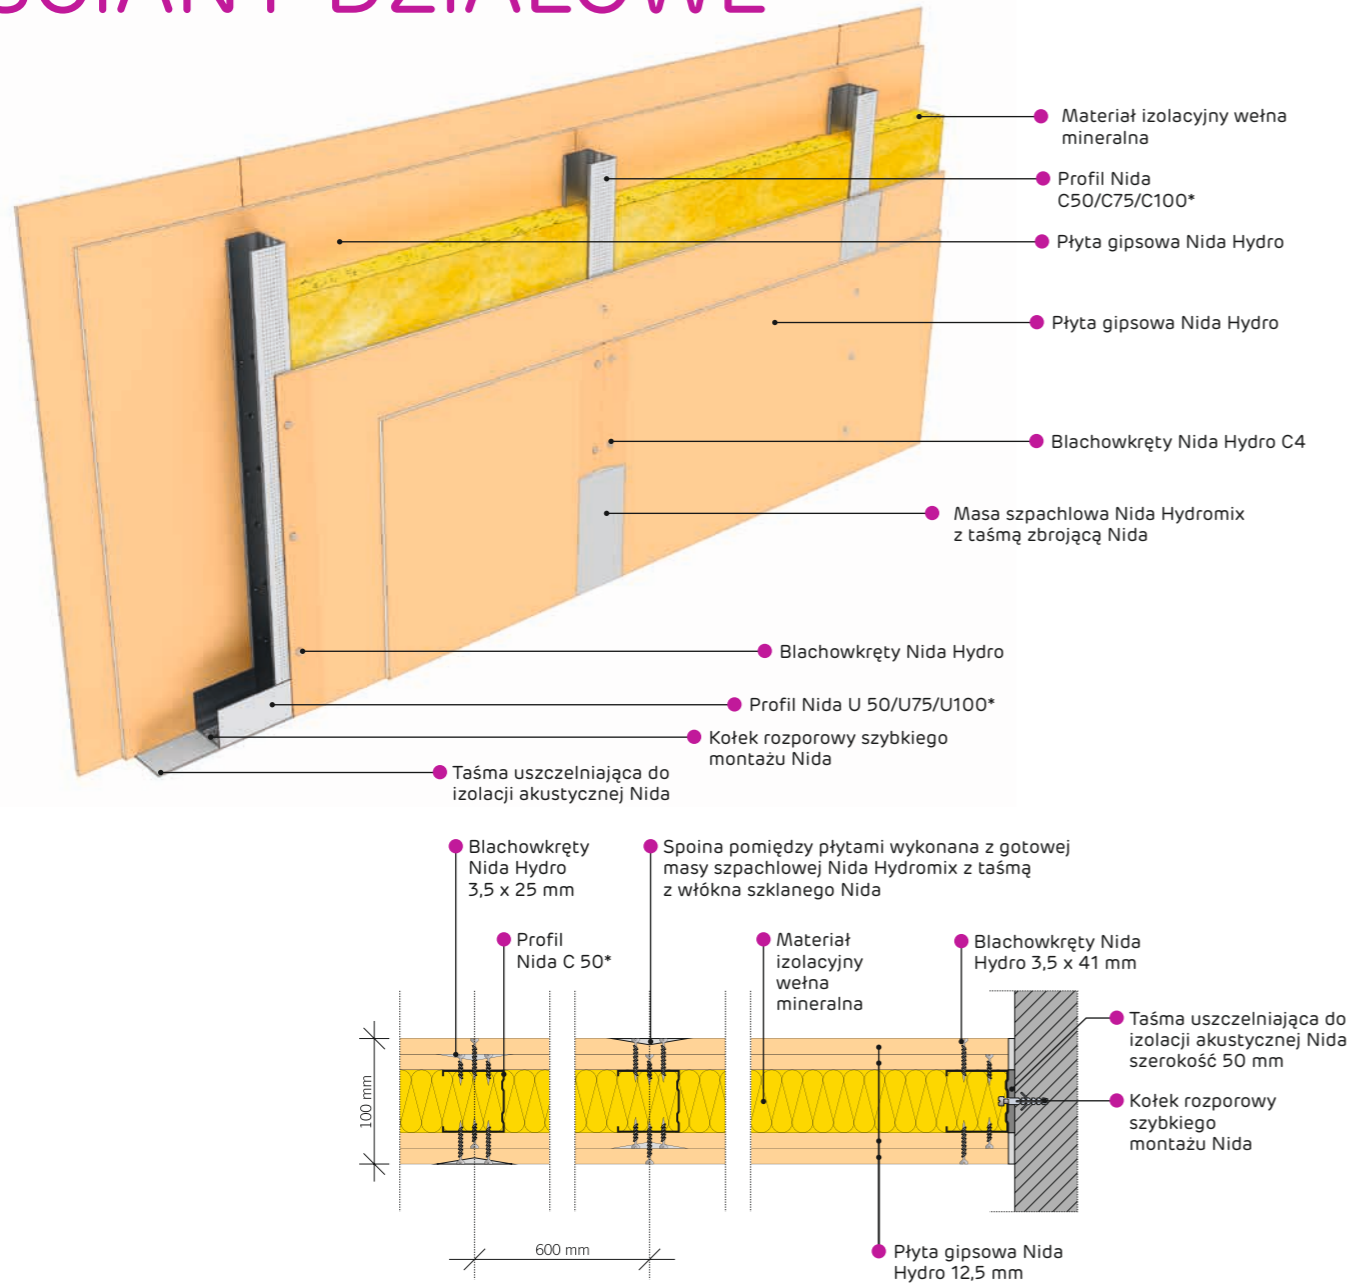 ŚCIANY DZIAŁOWE
Materiał izolacyjny wełna
mineralna
Profil Nida
C50/C75/C100*
Płyta gipsowa Nida Hydro
Płyta gipsowa Nida Hydro
Blachowkręty Nida Hydro C4
Masa szpachlowa Nida Hydromix
z taśmą zbrojącą Nida
Blachowkręty Nida Hydro
Profil Nida U 50/U75/U100*
Kołek rozporowy szybkiego
montażu Nida
Taśma uszczelniająca do
izolacji akustycznej Nida
Blachowkręty
Nida Hydro
3,5 x 25 mm
Spoina pomiędzy płytami wykonana z gotowej
masy szpachlowej Nida Hydromix z taśmą
z włókna szklanego Nida
Profil
Nida C 50*
Materiał
izolacyjny
wełna
mineralna
Blachowkręty Nida
Hydro 3,5 x 41 mm
Taśma uszczelniająca do
izolacji akustycznej Nida
szerokość 50 mm
Kołek rozporowy
szybkiego
montażu Nida
100 mm
600 mm
Płyta gipsowa Nida
Hydro 12,5 mm